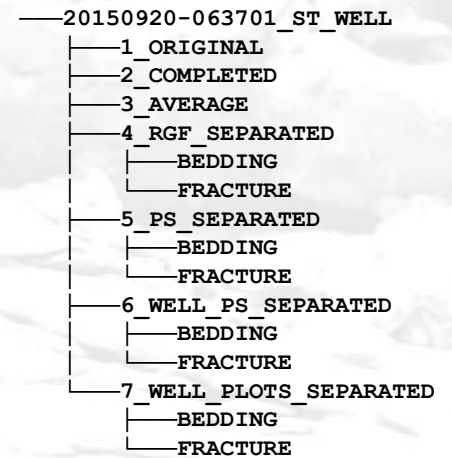 20150920-063701_ST_WELL
1_ORIGINAL
2_COMPLETED
3_AVERAGE
4_RGF_SEPARATED
BEDDING
FRACTURE
5_PS_SEPARATED
BEDDING
FRACTURE
6_WELL_PS_SEPARATED
BEDDING
FRACTURE
7_WELL_PLOTS_SEPARATED
BEDDING
FRACTURE